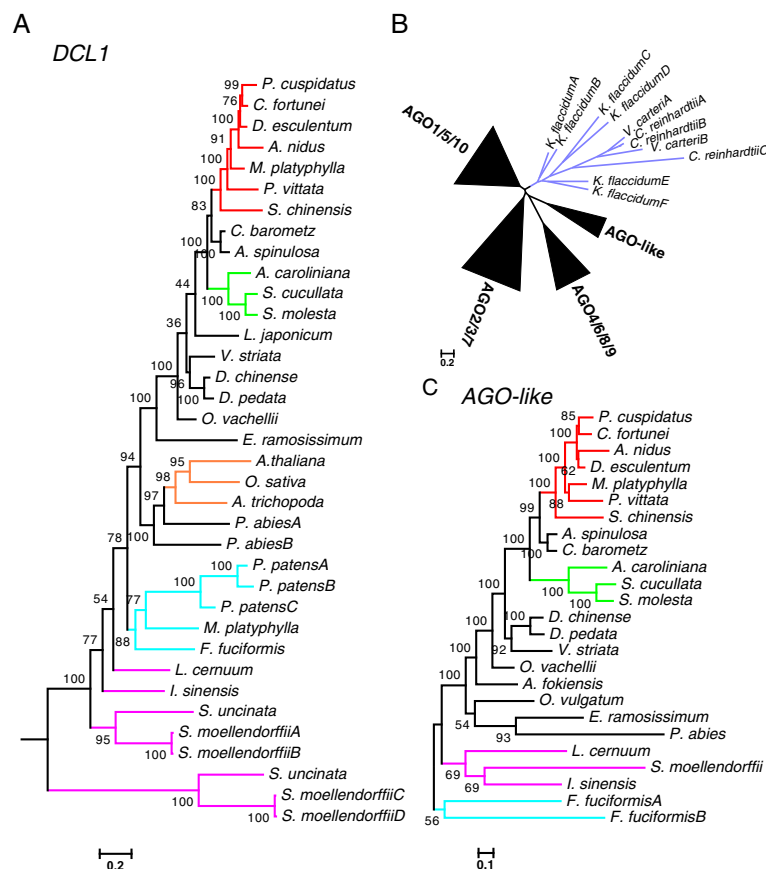 A
DCL1
99
P. cuspidatus
76
C. fortunei
100
D. esculentum
91
A. nidus
100
M. platyphylla
100
P. vittata
100
S. chinensis
83
C. barometz
100
100
A. spinulosa
A. caroliniana
100
S. cucullata
44
100
S. molesta
L. japonicum
36
V. striata
96
D. chinense
100
D. pedata
100
O. vachellii
100
E. ramosissimum
94
95
A.thaliana
98
O. sativa
97
A. trichopoda
P. abiesA
100
P. abiesB
78
100
P. patensA
100
P. patensB
77
P. patensC
54
M. platyphylla
88
F. fuciformis
77
L. cernuum
100
I. sinensis
S. uncinata
S. moellendorffiiA
95
100
S. moellendorffiiB
S. uncinata
100
S. moellendorffiiC
100
S. moellendorffiiD
0.2
B
K. flaccidumA
K. flaccidumB
K. flaccidumC
K. flaccidumD
V. carteriA
C. reinhardtiiA
C. reinhardtiiB
V. carteriB
C. reinhardtiiC
K. flaccidumE
K. flaccidumF
AGO1/5/10
AGO-like
AGO4/6/8/9
AGO2/3/7
0.2
C
AGO-like
85
P. cuspidatus
100
C. fortunei
A. nidus
100
62
D. esculentum
100
M. platyphylla
88
P. vittata
99
S. chinensis
A. spinulosa
100
C. barometz
100
A. caroliniana
100
S. cucullata
100
S. molesta
100
100
D. chinense
D. pedata
92
V. striata
100
O. vachellii
A. fokiensis
100
O. vulgatum
54
E. ramosissimum
93
P. abies
100
L. cernuum
69
S. moellendorffii
69
I. sinensis
F. fuciformisA
56
F. fuciformisB
0.1